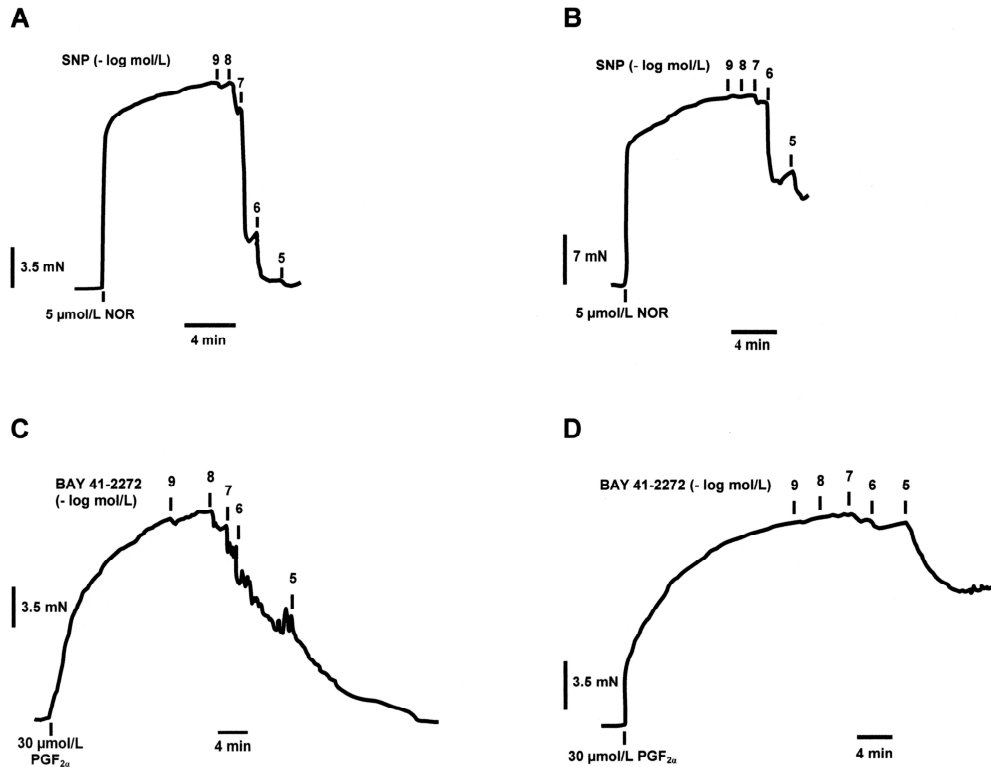 A
SNP (- log mol/L)
9 8
7
6
5
3.5 mN
5 µmol/L NOR
4 min
B
SNP (- log mol/L)
9 8 7 6
5
7 mN
5 µmol/L NOR
4 min
C
BAY 41-2272
(- log mol/L)
9
8
7
6
5
3.5 mN
30 µmol/L
PGF2α
4 min
D
BAY 41-2272 (- log mol/L)
9 8 7 6 5
3.5 mN
30 µmol/L PGF2α
4 min